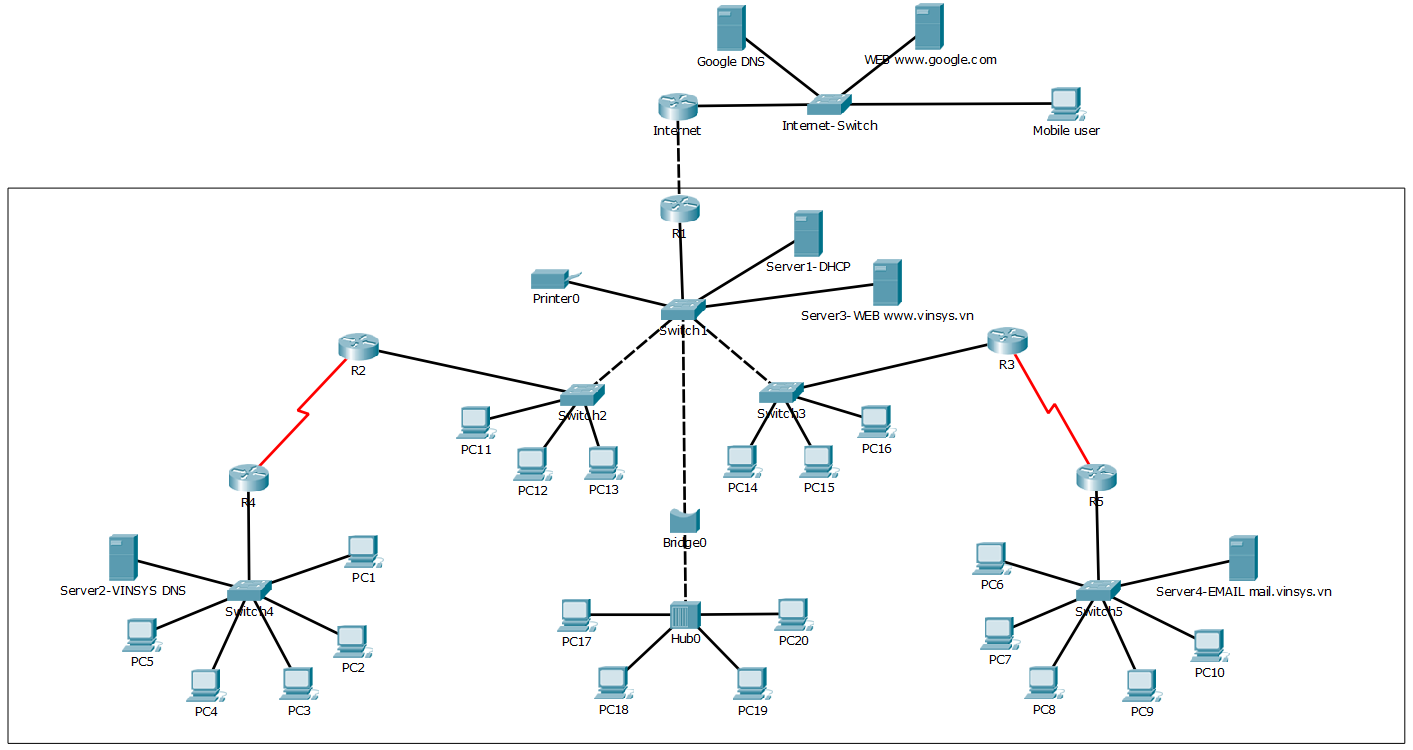 Google DNS
WEB www.google.com
Internet
Internet-Switch
Mobile user
R1
Server1-DHCP
Printer0
Server3-WEB www.vinsys.vn
Switch1
R2
R3
Switch2
Switch3
PC11
PC12
PC13
PC14
PC15
PC16
R4
R5
Bridge0
Server2-VINSYS DNS
PC1
Switch4
PC5
PC2
PC4
PC3
PC17
Hub0
PC20
PC18
PC19
PC6
Server4-EMAIL mail.vinsys.vn
Switch5
PC7
PC10
PC8
PC9